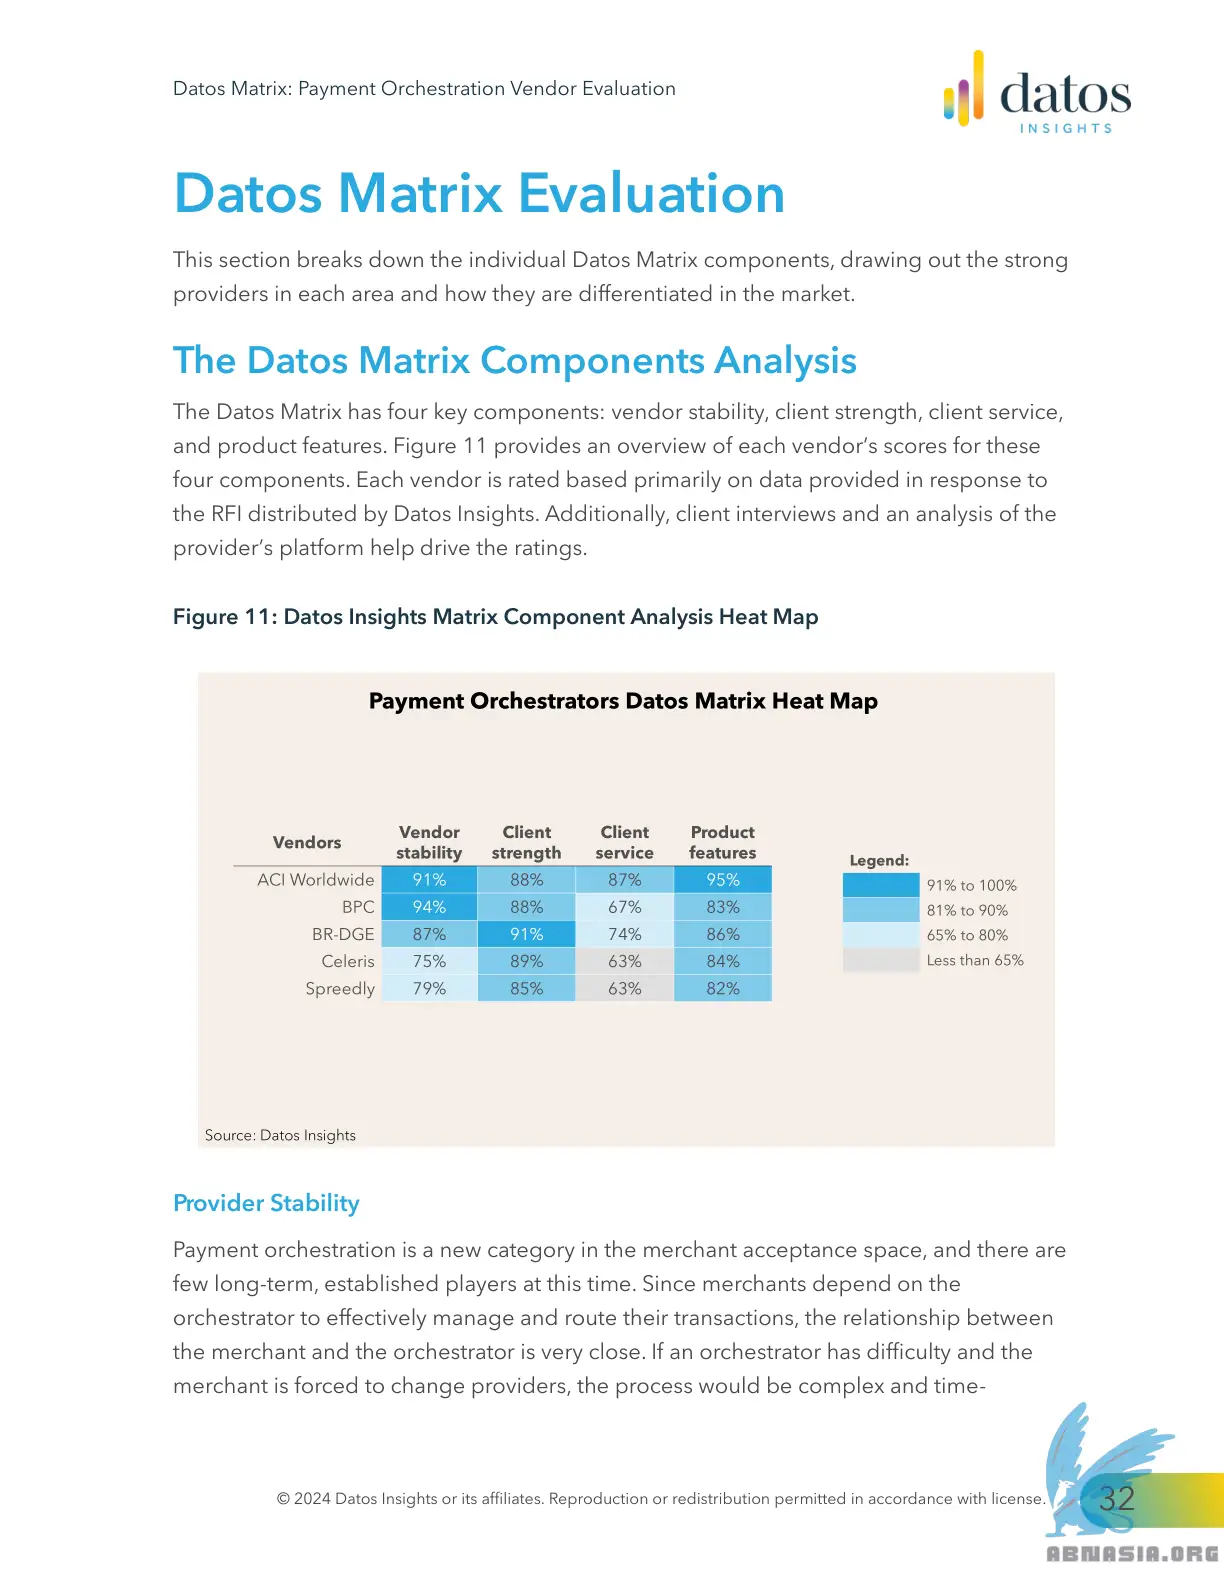 Datos Matrix: Payment Orchestration Vendor Evaluation
datos
INSIGHTS
Datos Matrix Evaluation
This section breaks down the individual Datos Matrix components, drawing out the strong
providers in each area and how they are differentiated in the market.
The Datos Matrix Components Analysis
The Datos Matrix has four key components: vendor stability, client strength, client service,
and product features. Figure 11 provides an overview of each vendor’s scores for these
four components. Each vendor is rated based primarily on data provided in response to
the RFI distributed by Datos Insights. Additionally, client interviews and an analysis of the
provider’s platform help drive the ratings.
Figure 11: Datos Insights Matrix Component Analysis Heat Map
Payment Orchestrators Datos Matrix Heat Map
Vendors Vendor stability Client strength Client service Product features
ACI Worldwide 91% 88% 87% 95%
BPC 94% 88% 67% 83%
BR-DGE 87% 91% 74% 86%
Celeris 75% 89% 63% 84%
Spreedly 79% 85% 63% 82%
Legend:
91% to 100%
81% to 90%
65% to 80%
Less than 65%
Source: Datos Insights
Provider Stability
Payment orchestration is a new category in the merchant acceptance space, and there are
few long-term, established players at this time. Since merchants depend on the
orchestrator to effectively manage and route their transactions, the relationship between
the merchant and the orchestrator is very close. If an orchestrator has difficulty and the
merchant is forced to change providers, the process would be complex and time-
© 2024 Datos Insights or its affiliates. Reproduction or redistribution permitted in accordance with license.
32
ABNASIA.ORG